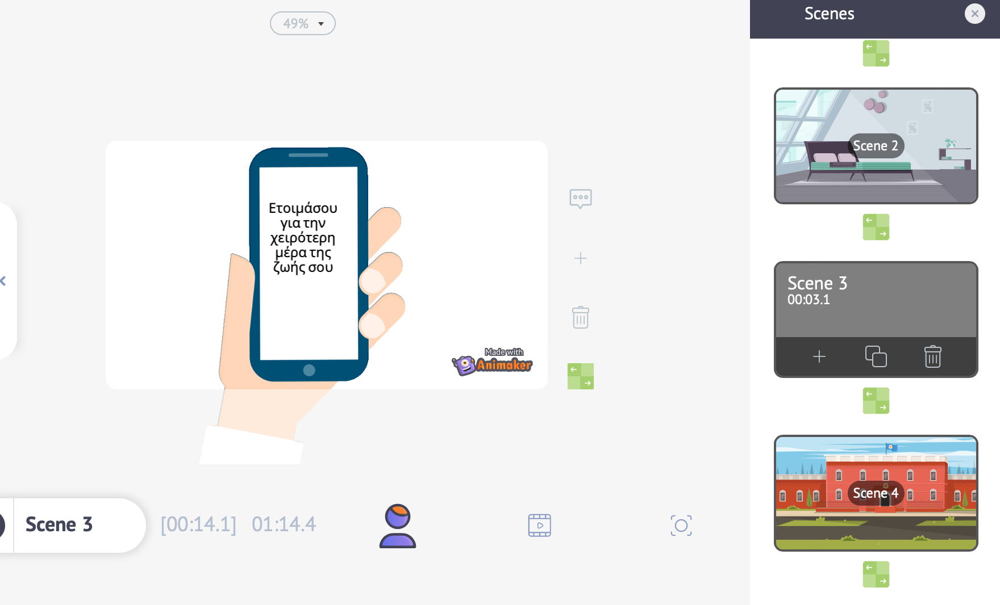 49%
Scenes
Scene 2
Ετοιμάσου
για την
χειρότερη
μέρα της
ζωής σου
Scene 3
00:03.1
Made with
Animaker
Scene 4
Scene 3
[00:14.1] 01:14.4